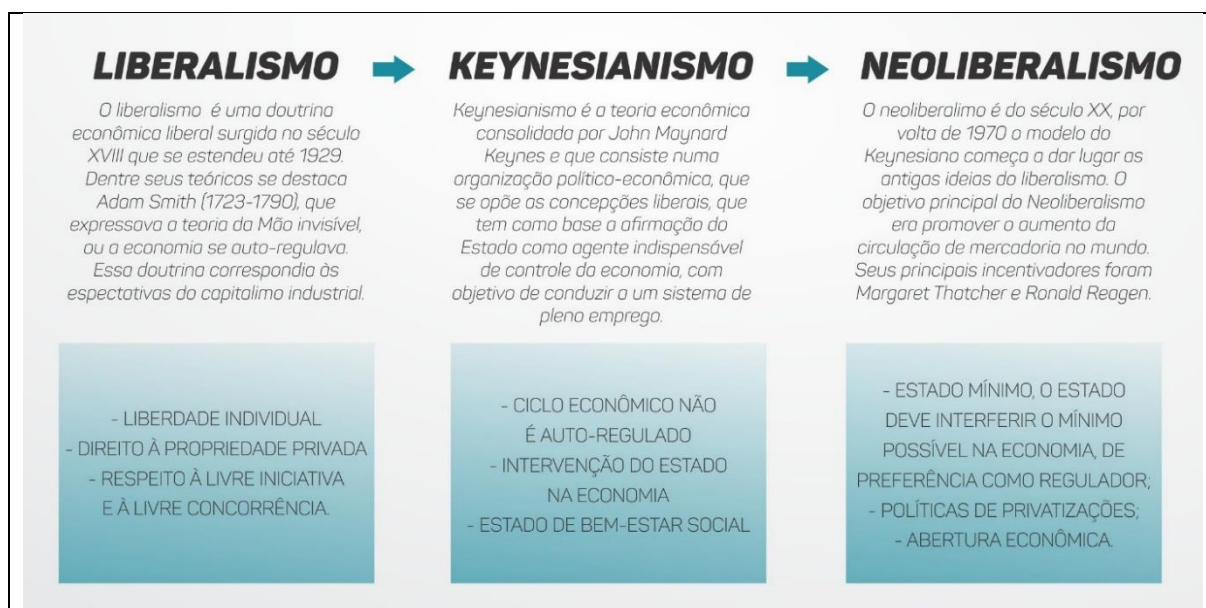 LIBERALISMO
O liberalismo é uma doutrina
econômica liberal surgida no século
XVIII que se estendeu até 1929.
Dentre seus teóricos se destaca
Adam Smith (1723-1790), que
expressava a teoria da Mão invisível,
ou a economia se auto-regulava.
Essa doutrina correspondia às
espectativas do capitalimo industrial.
- LIBERDADE INDIVIDUAL
- DIREITO À PROPRIEDADE PRIVADA
- RESPEITO À LIVRE INICIATIVA
E À LIVRE CONCORRÊNCIA.
KEYNESIANISMO
Keynesianismo é a teoria econômica
consolidada por John Maynard
Keynes e que consiste numa
organização político-econômica, que
se opõe as concepções liberais, que
tem como base a afirmação do
Estado como agente indispensável
de controle da economia, com
objetivo de conduzir a um sistema de
pleno emprego.
- CICLO ECONÔMICO NÃO
É AUTO-REGULADO
- INTERVENÇÃO DO ESTADO
NA ECONOMIA
- ESTADO DE BEM-ESTAR SOCIAL
NEOLIBERALISMO
O neoliberalimo é do século XX, por
volta de 1970 o modelo do
Keynesiano começa a dar lugar as
antigas ideias do liberalismo. O
objetivo principal do Neoliberalismo
era promover o aumento da
circulação de mercadoria no mundo.
Seus principais incentivadores foram
Margaret Thatcher e Ronald Reagen.
- ESTADO MÍNIMO, O ESTADO
DEVE INTERFERIR O MÍNIMO
POSSÍVEL NA ECONOMIA, DE
PREFERÊNCIA COMO REGULADOR;
- POLÍTICAS DE PRIVATIZAÇÕES;
- ABERTURA ECONÔMICA.